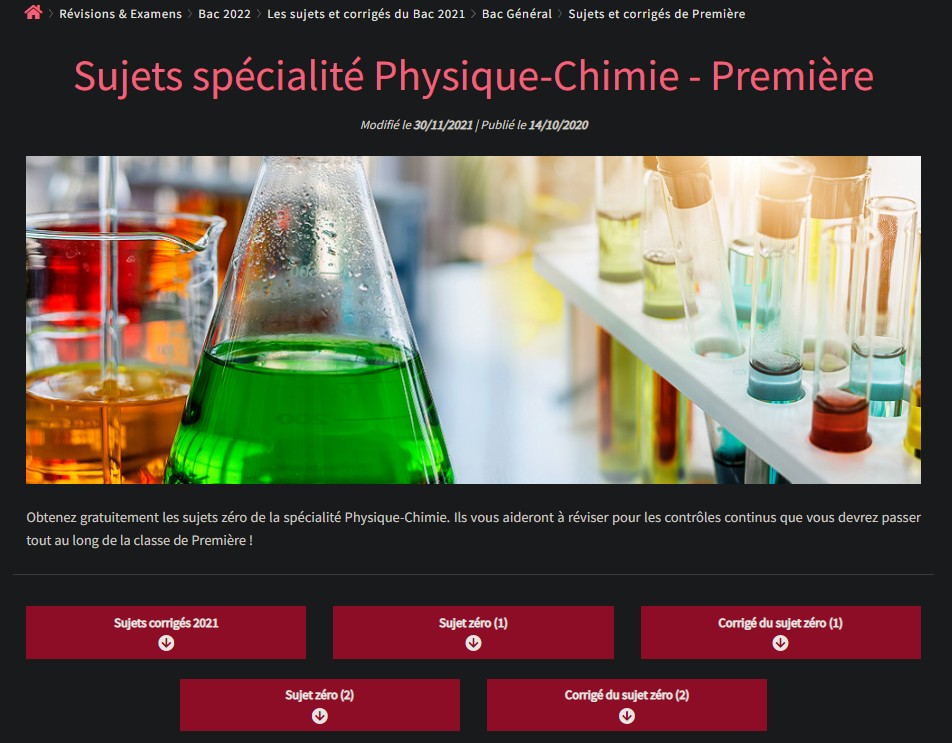 Révisions & Examens > Bac 2022 > Les sujets et corrigés du Bac 2021 > Bac Général > Sujets et corrigés de Première
Sujets spécialité Physique-Chimie - Première
Modifié le 30/11/2021 | Publié le 14/10/2020
Obtenez gratuitement les sujets zéro de la spécialité Physique-Chimie. Ils vous aideront à réviser pour les contrôles continus que vous devrez passer
tout au long de la classe de Première !
Sujets corrigés 2021
Sujet zéro (1)
Corrigé du sujet zéro (1)
Sujet zéro (2)
Corrigé du sujet zéro (2)